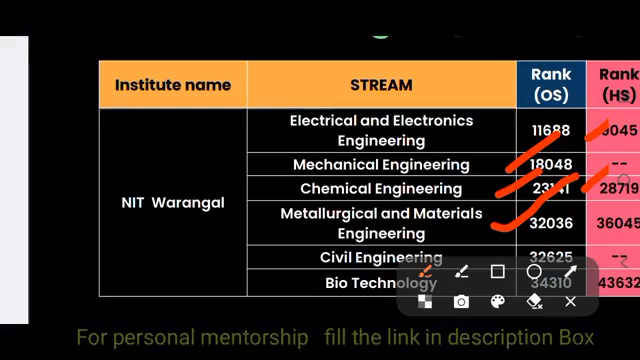 Institute name STREAM Rank (OS) Rank (HS)
NIT Warangal
Electrical and Electronics Engineering 11688
Mechanical Engineering 18048 --
Chemical Engineering 23141 28719
Metallurgical and Materials Engineering 32036 36045
Civil Engineering 32625 --
Bio Technology 34310 43632
For personal mentorship fill the link in description Box